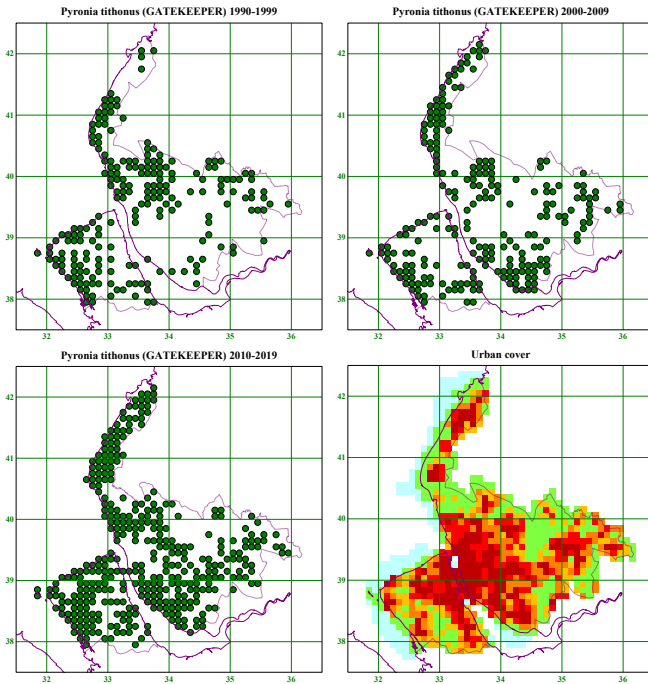 Pyronia tithonus (GATEKEEPER) 1990-1999
42
41
40
39
38
32 33 34 35 36
Pyronia tithonus (GATEKEEPER) 2000-2009
42
41
40
39
38
32 33 34 35 36
Pyronia tithonus (GATEKEEPER) 2010-2019
42
41
40
39
38
32 33 34 35 36
Urban cover
42
41
40
39
38
32 33 34 35 36